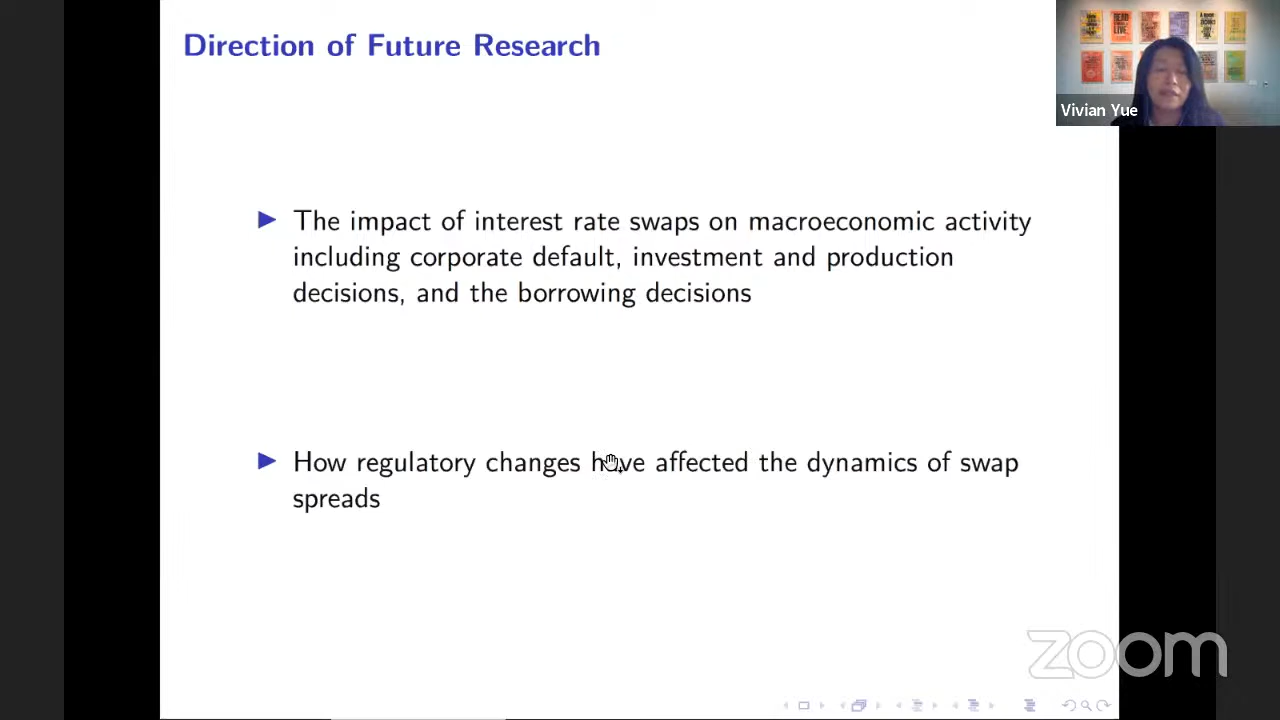 Direction of Future Research
The impact of interest rate swaps on macroeconomic activity
including corporate default, investment and production
decisions, and the borrowing decisions
How regulatory changes have affected the dynamics of swap
spreads
Vivian Yue
zoom